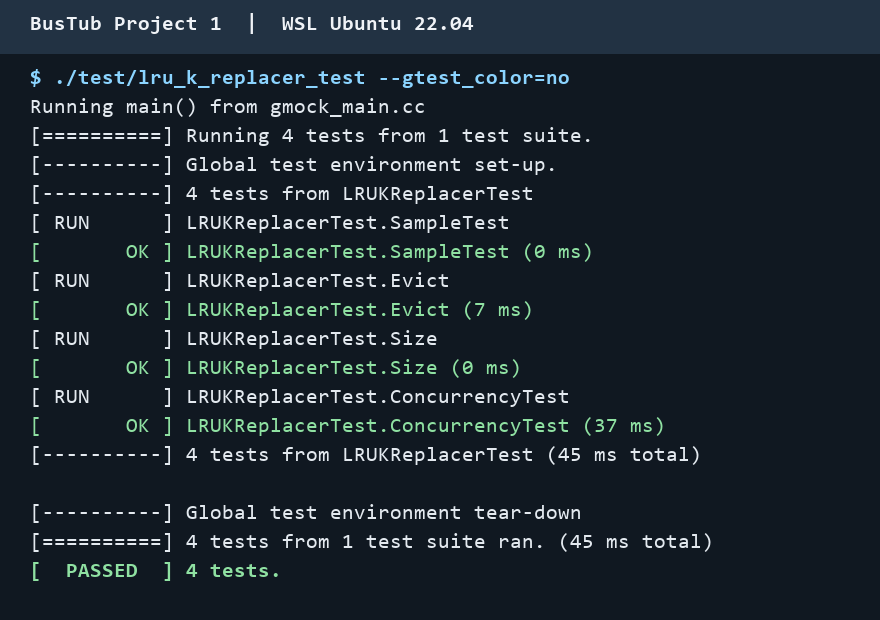 BusTub Project 1  |  WSL Ubuntu 22.04
$ ./test/lru_k_replacer_test --gtest_color=no
Running main() from gmock_main.cc
[==========] Running 4 tests from 1 test suite.
[----------] Global test environment set-up.
[----------] 4 tests from LRUKReplacerTest
[ RUN      ] LRUKReplacerTest.SampleTest
[       OK ] LRUKReplacerTest.SampleTest (0 ms)
[ RUN      ] LRUKReplacerTest.Evict
[       OK ] LRUKReplacerTest.Evict (7 ms)
[ RUN      ] LRUKReplacerTest.Size
[       OK ] LRUKReplacerTest.Size (0 ms)
[ RUN      ] LRUKReplacerTest.ConcurrencyTest
[       OK ] LRUKReplacerTest.ConcurrencyTest (37 ms)
[----------] 4 tests from LRUKReplacerTest (45 ms total)
[----------] Global test environment tear-down
[==========] 4 tests from 1 test suite ran. (45 ms total)
[  PASSED  ] 4 tests.